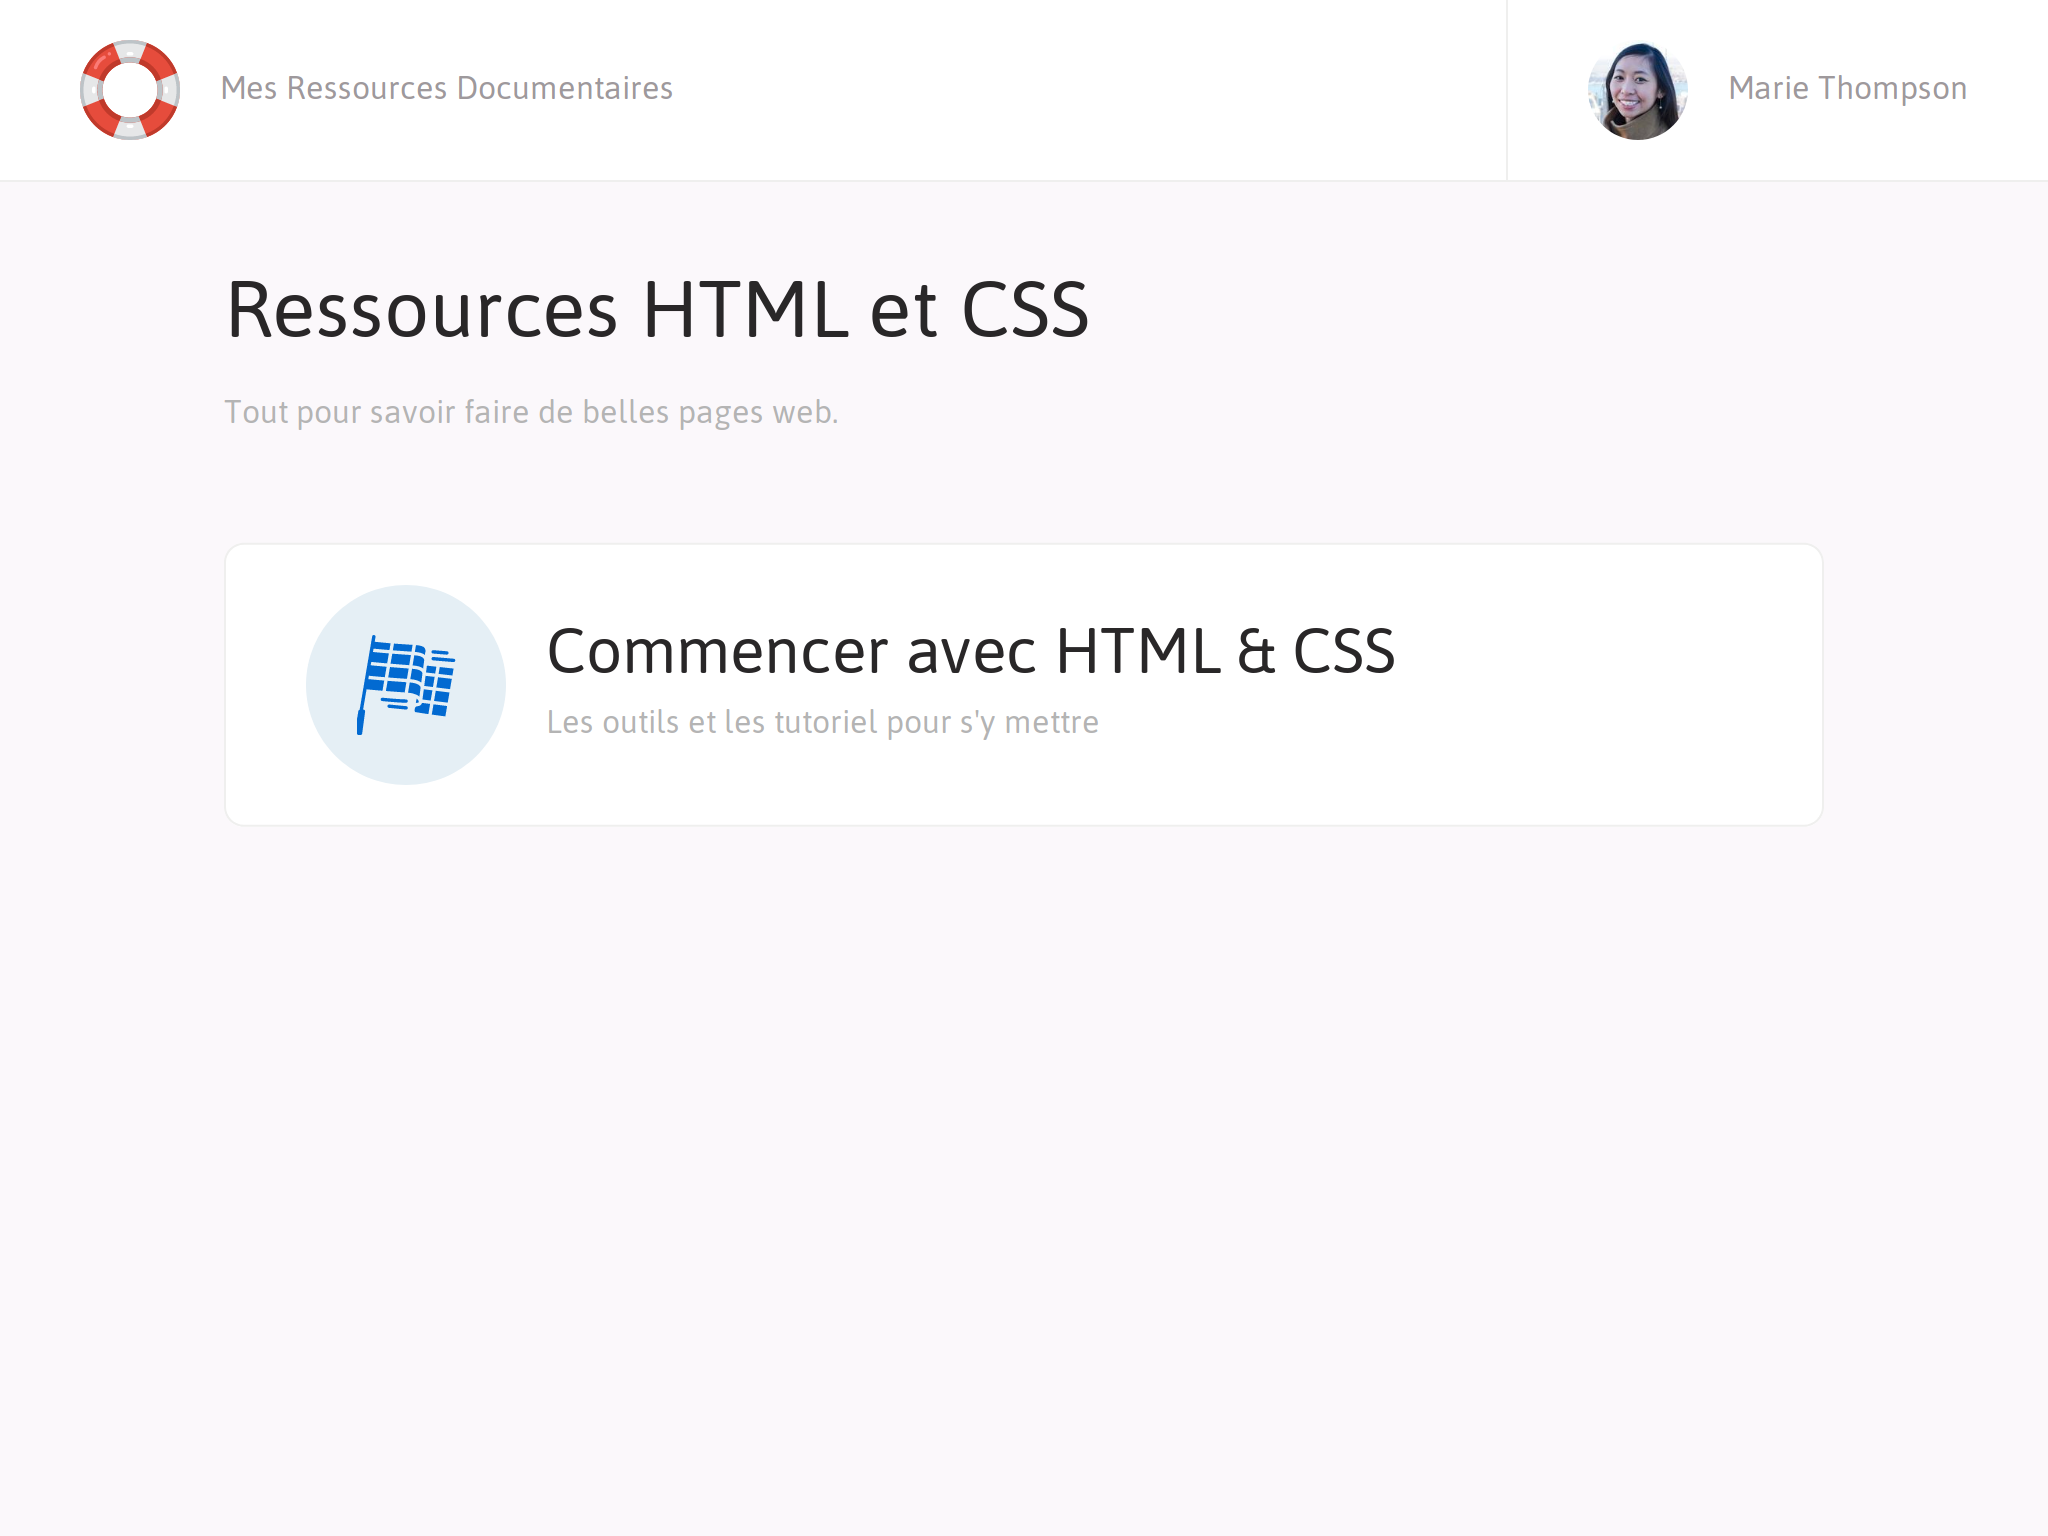 Mes Ressources Documentaires
Marie Thompson
Ressources HTML et CSS
Tout pour savoir faire de belles pages web.
Commencer avec HTML & CSS
Les outils et les tutoriel pour s'y mettre